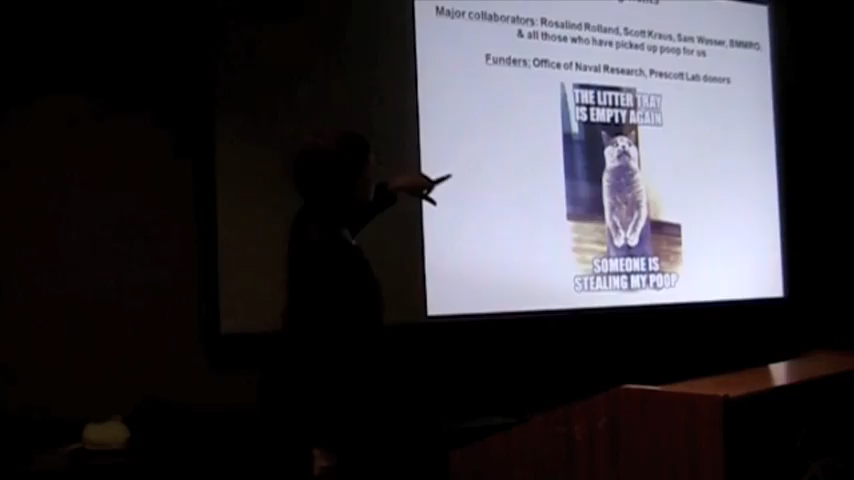 Major collaborators: Rosalind Rolland, Scott Kraus, Sam Wasser, BMMRO,
& all those who have picked up poop for us
Funders: Office of Naval Research, Prescott Lab donors
THE LITTER TRAY
IS EMPTY AGAIN
SOMEONE IS
STEALING MY POOP